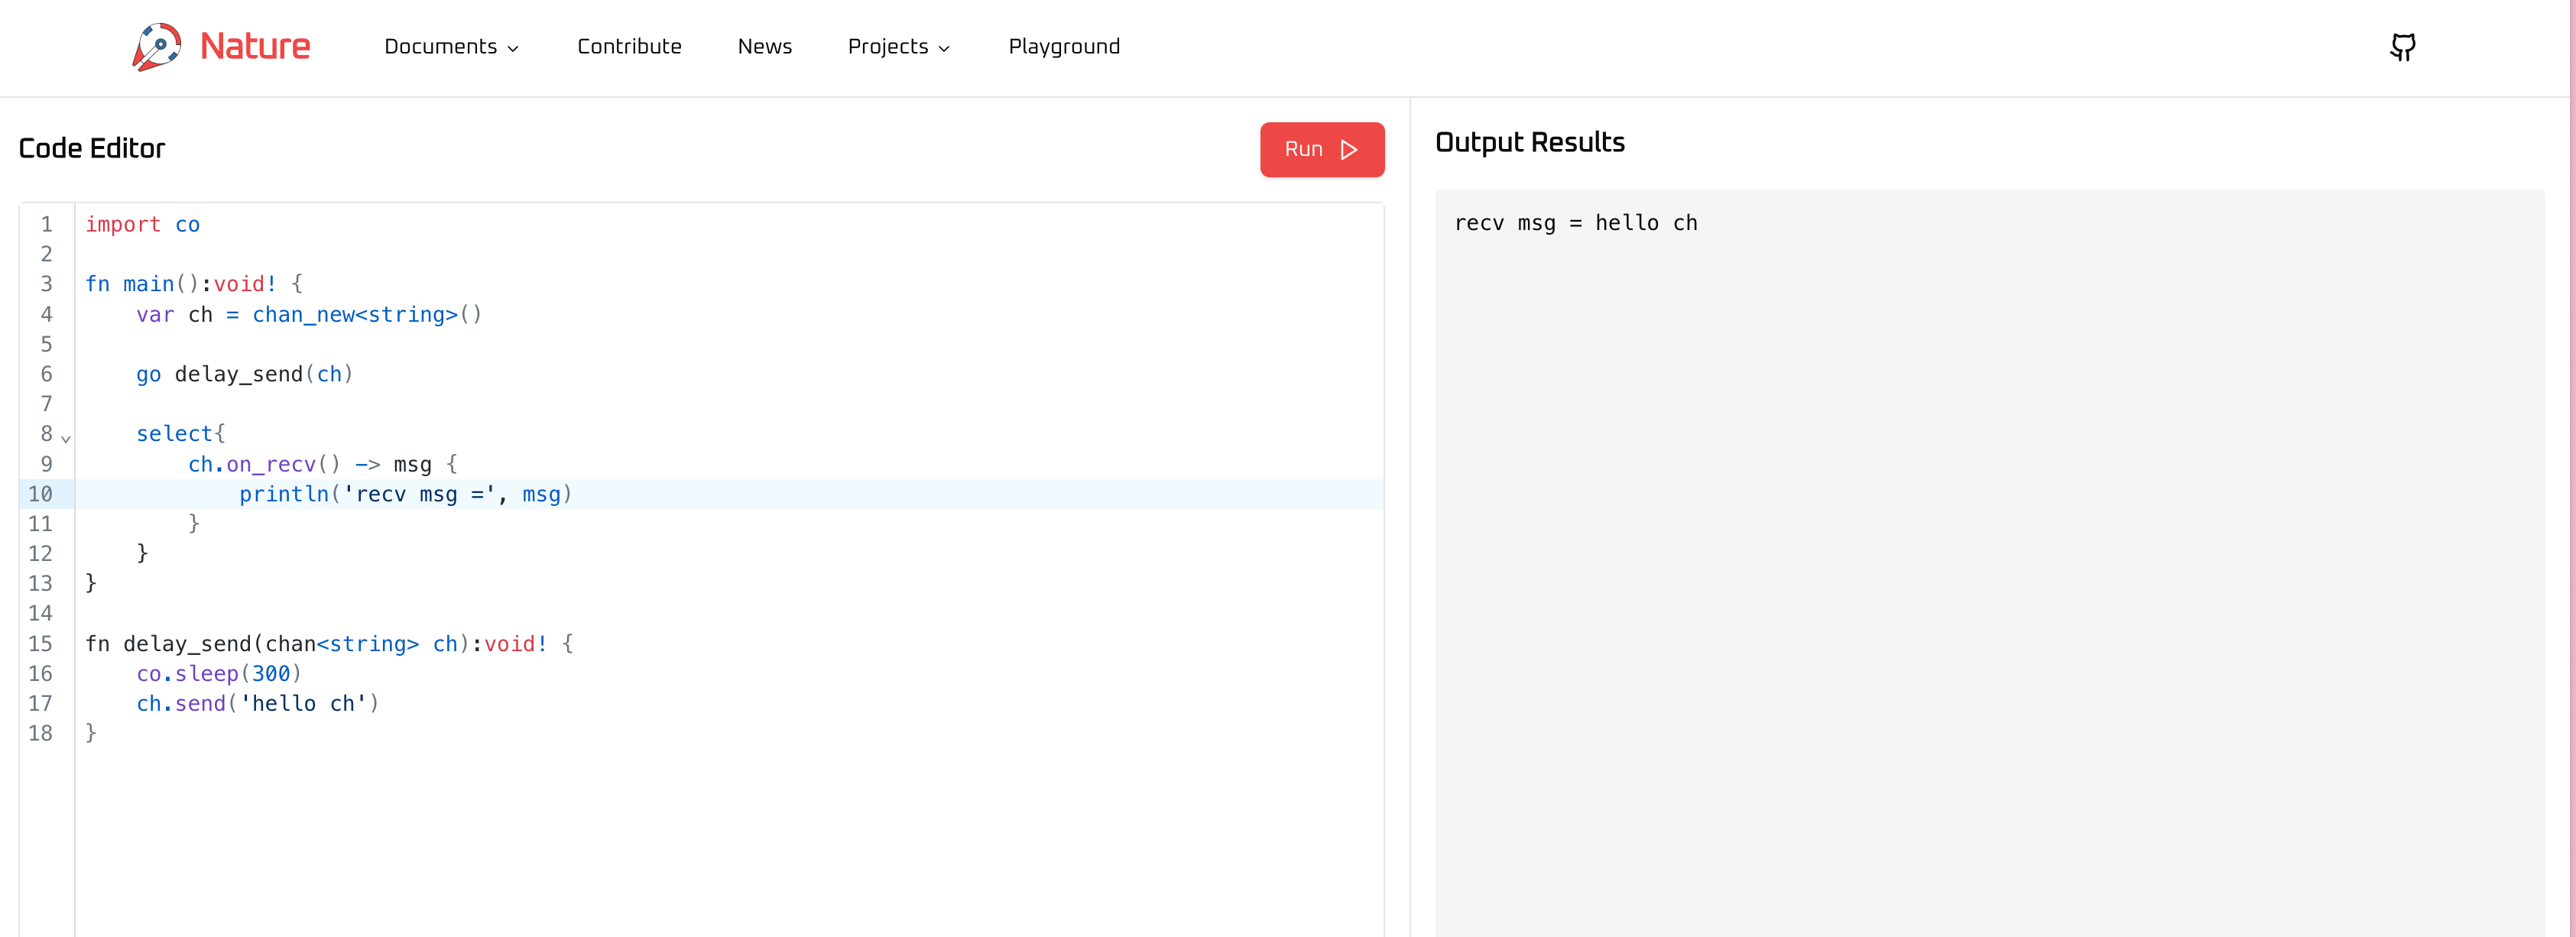 Nature Documents Contribute News Projects Playground
Code Editor
Run
1 import co
2
3 fn main():void! {
4     var ch = chan_new<string>()
5
6     go delay_send(ch)
7
8     select{
9         ch.on_recv() -> msg {
10             println('recv msg =', msg)
11         }
12     }
13 }
14
15 fn delay_send(chan<string> ch):void! {
16     co.sleep(300)
17     ch.send('hello ch')
18 }
Output Results
recv msg = hello ch